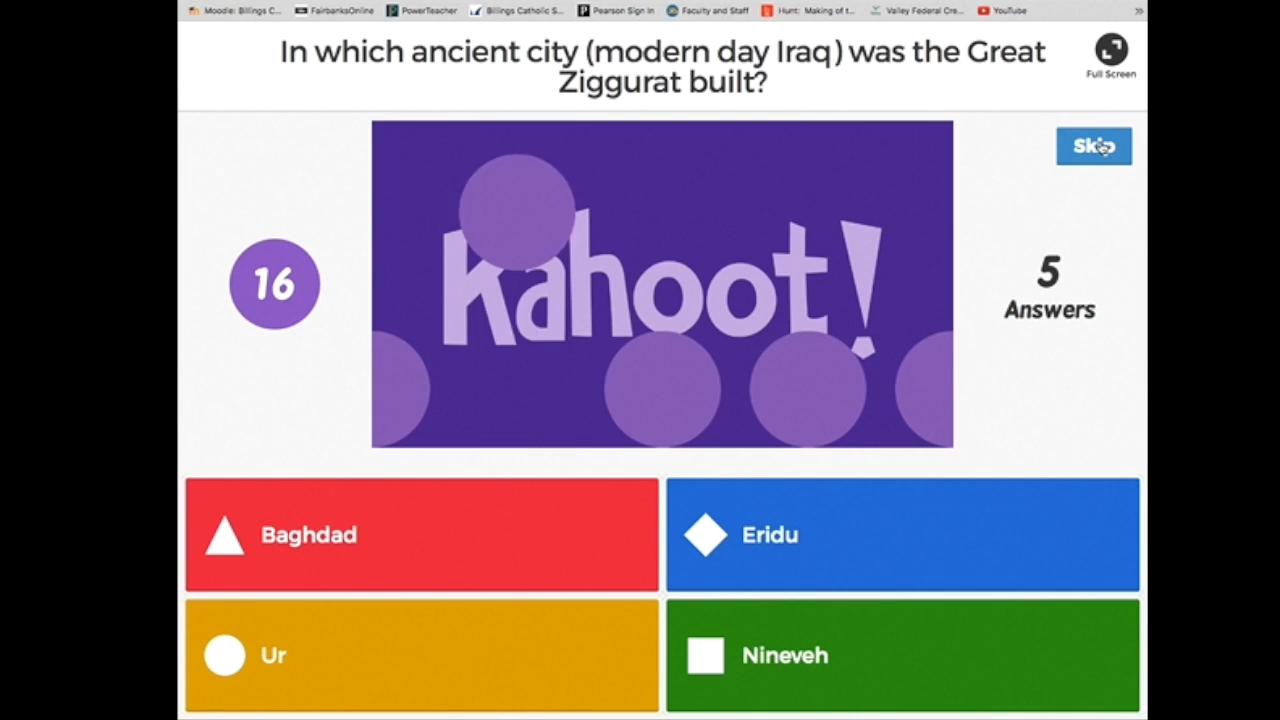 Moodle: Billings C... FairbanksOnline PowerTeacher Billings Catholic S... Pearson Sign In Faculty and Staff Hunt: Making of t... Valley Federal Cre... YouTube »
In which ancient city (modern day Iraq) was the Great
Ziggurat built?
Full Screen
Skip
16
Kahoot!
5
Answers
Baghdad
Eridu
Ur
Nineveh